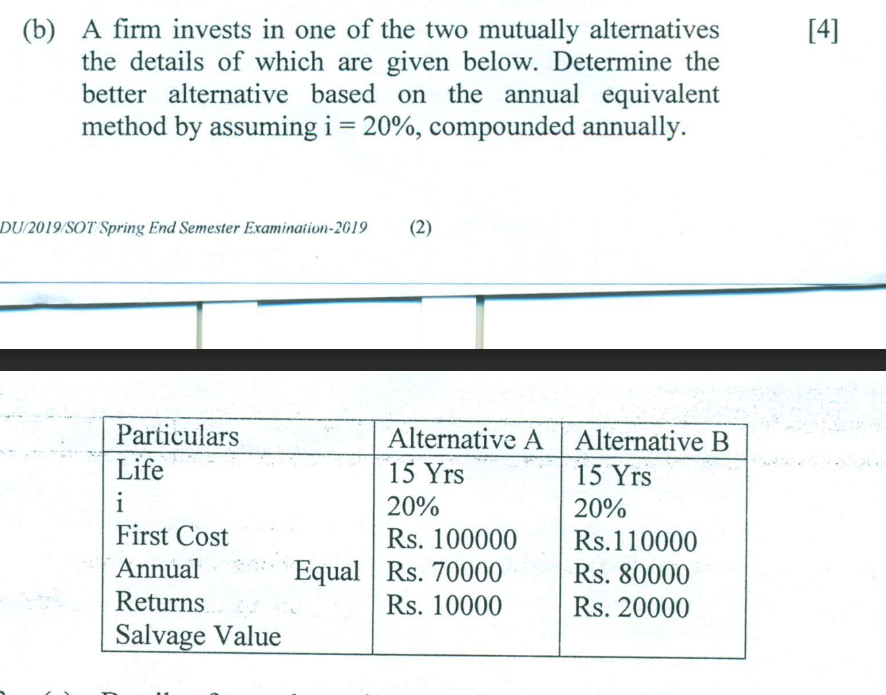 (b) A firm invests in one of the two mutually alternatives [4]
the details of which are given below. Determine the
better alternative based on the annual equivalent
method by assuming i = 20%, compounded annually.
DU/2019/SOT Spring End Semester Examination-2019 (2)
Particulars Alternative A Alternative B
Life 15 Yrs 15 Yrs
i 20% 20%
First Cost Rs. 100000 Rs.110000
Annual Equal Rs. 70000 Rs. 80000
Returns Rs. 10000 Rs. 20000
Salvage Value